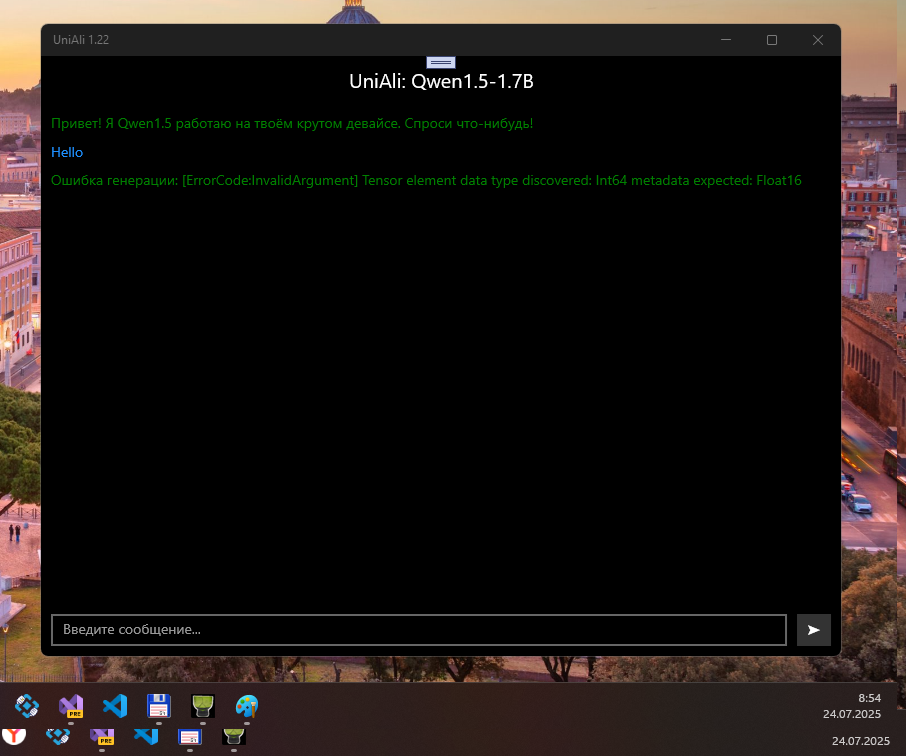 UniAli 1.22
UniAli: Qwen1.5-1.7B
Привет! Я Qwen1.5 работаю на твоём крутом девайсе. Спроси что-нибудь!
Hello
Ошибка генерации: [ErrorCode:InvalidArgument] Tensor element data type discovered: Int64 metadata expected: Float16
Введите сообщение...
PRE
31
8:54
24.07.2025
PRE
31
24.07.2025